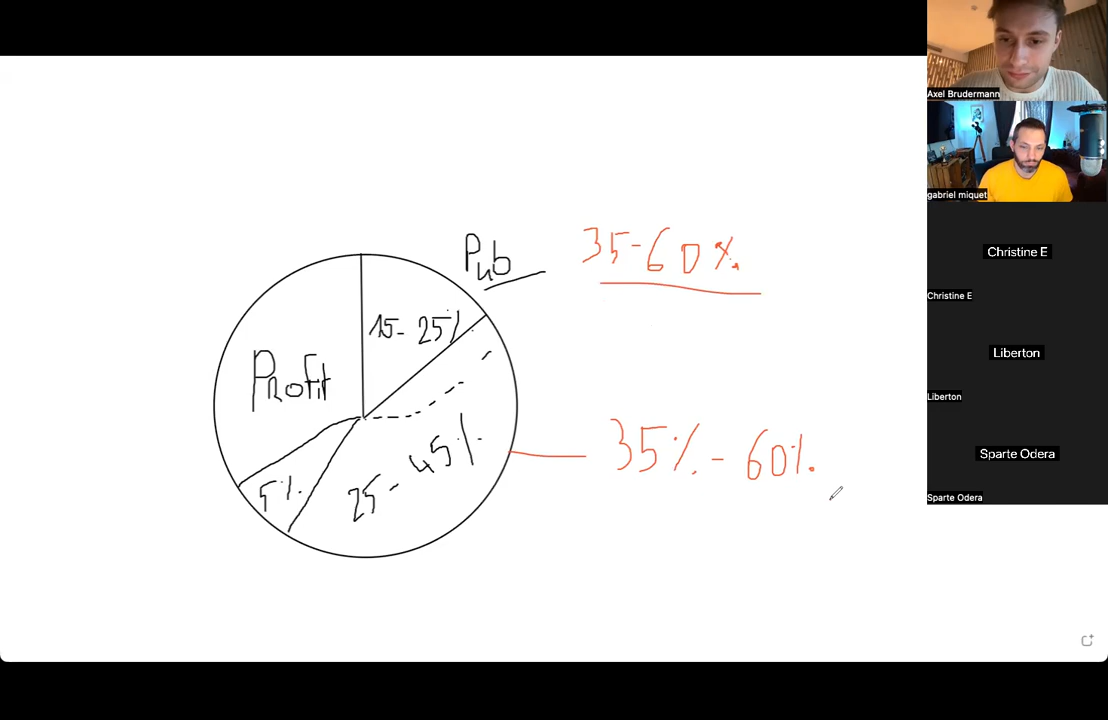 Pub
35-60%.
15-25%
Profit
25-45%
5%.
35%-60%.
Axel Brudermann
gabriel miquet
Christine E
Christine E
Liberton
Liberton
Sparte Odera
Sparte Odera